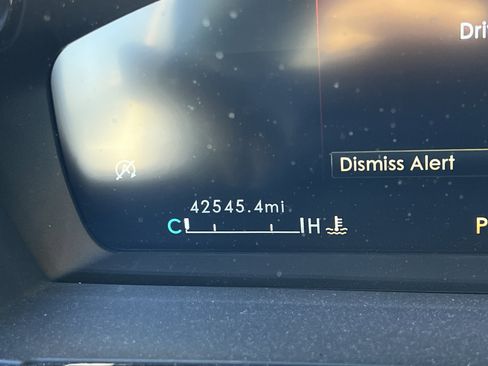 Dri
Dismiss Alert
42545.4mi
C H
P